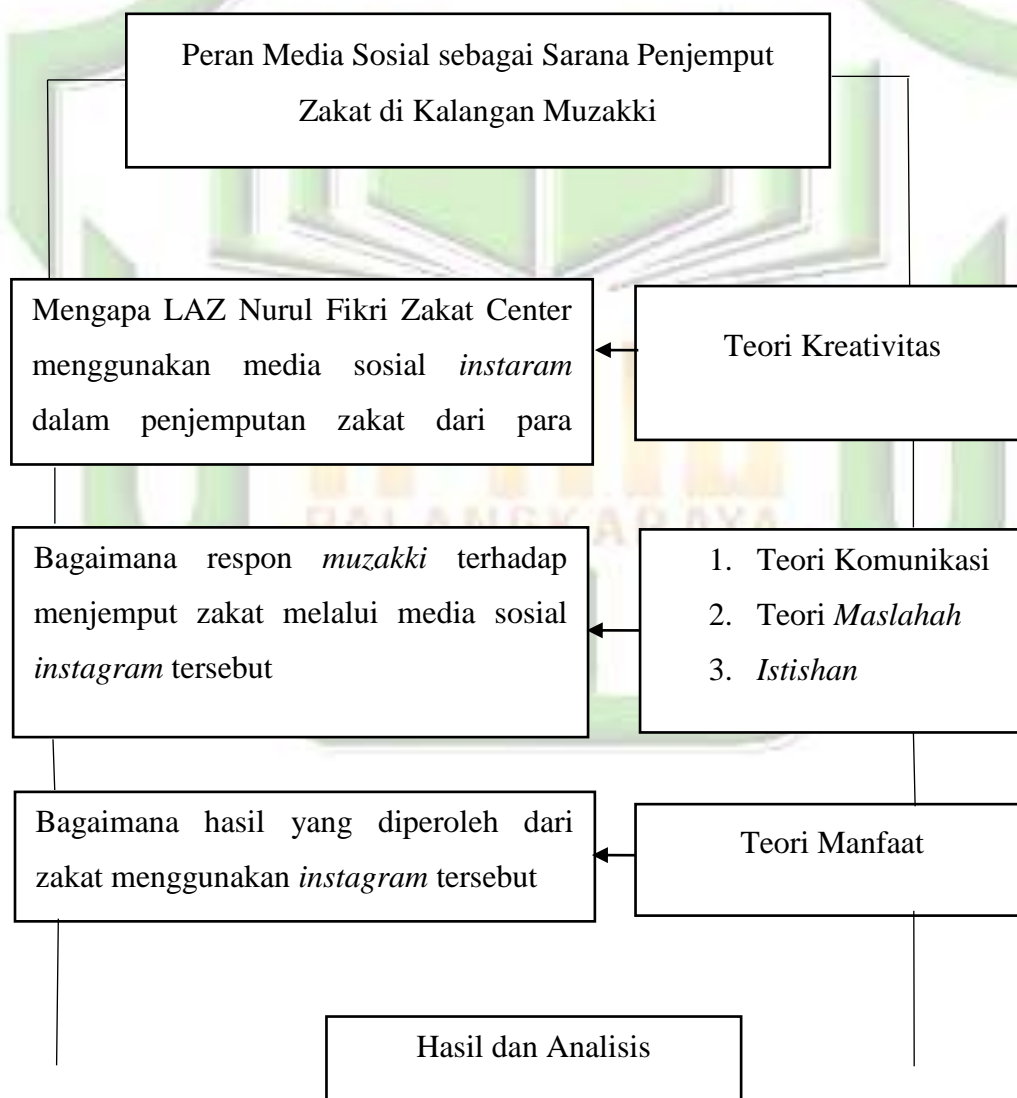 Peran Media Sosial sebagai Sarana Penjemput
Zakat di Kalangan Muzakki
Mengapa LAZ Nurul Fikri Zakat Center
menggunakan media sosial instaram
dalam penjemputan zakat dari para
Teori Kreativitas
PALANGKARAYA
Bagaimana respon muzakki terhadap
menjemput zakat melalui media sosial
instagram tersebut
1. Teori Komunikasi
2. Teori Maslahah
3. Istishan
Bagaimana hasil yang diperoleh dari
zakat menggunakan instagram tersebut
Teori Manfaat
Hasil dan Analisis